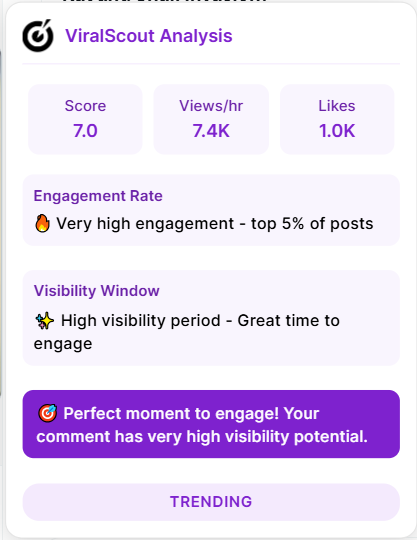 ViralScout Analysis
Score
7.0
Views/hr
7.4K
Likes
1.0K
Engagement Rate
🔥 Very high engagement - top 5% of posts
Visibility Window
✨ High visibility period - Great time to
engage
🎯 Perfect moment to engage! Your
comment has very high visibility potential.
TRENDING